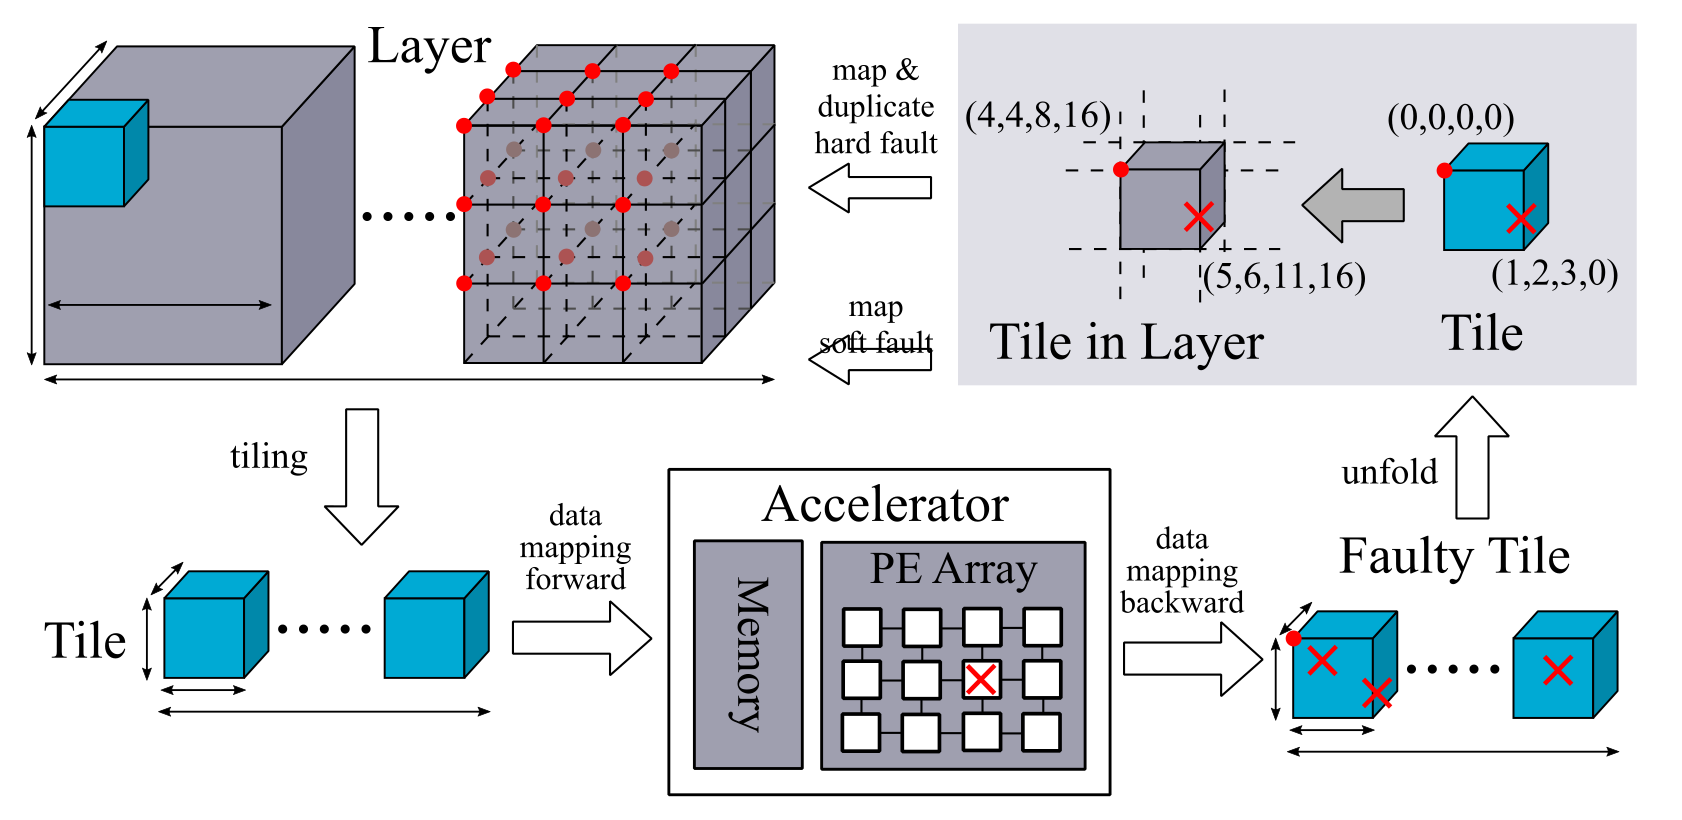 Layer
map &
duplicate
hard fault
(4,4,8,16)
(0,0,0,0)
(5,6,11,16)
(1,2,3,0)
map
soft fault
Tile in Layer
Tile
tiling
unfold
Accelerator
data
mapping
forward
data
mapping
backward
Faulty Tile
PE Array
Memory
Tile